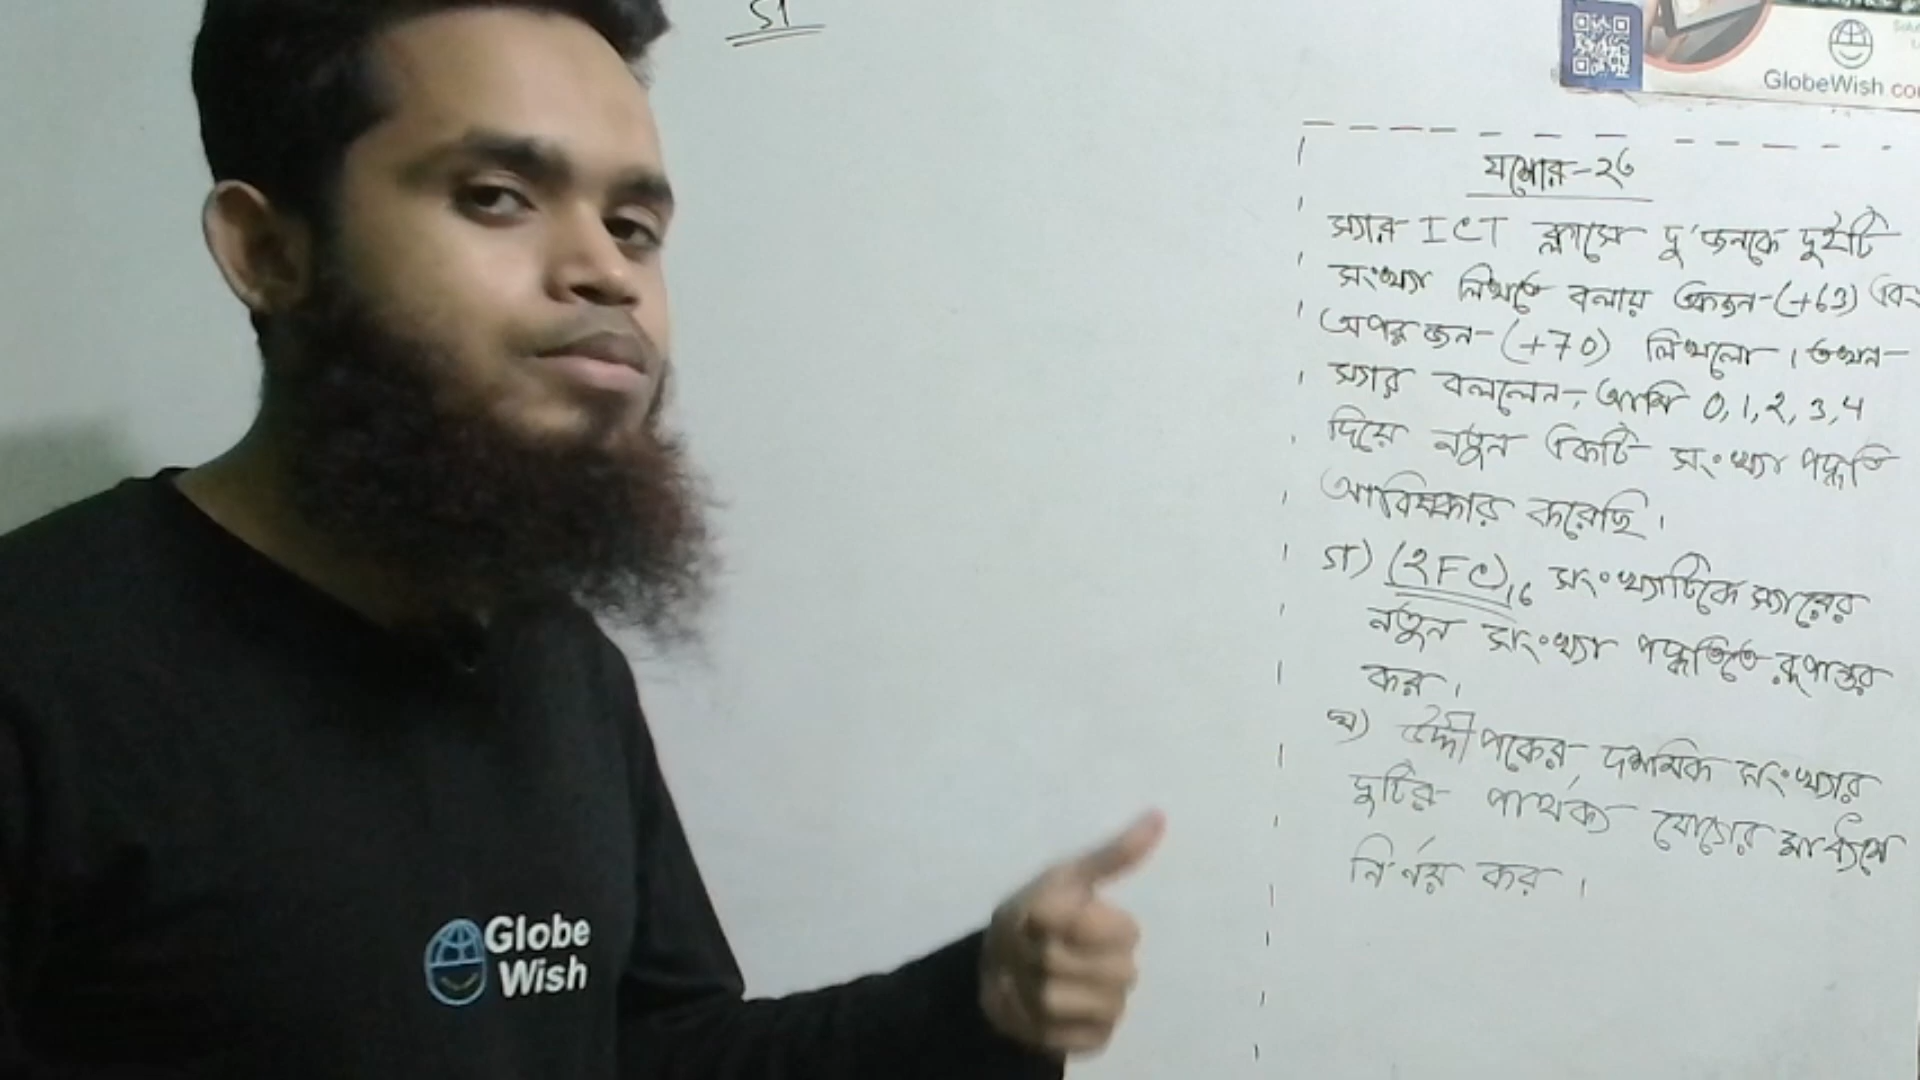 গ
GlobeWish.co
যশোর-২৩
স্যার ICT ক্লাসে দু'জনকে দুইটি
সংখ্যা লিখতে বলায় একজন-(+63) এবং
অপর জন-(+70) লিখলো। তখন-
স্যার বললেন, আমি 0, 1, 2, 3, 4
দিয়ে নতুন একটি সংখ্যা পদ্ধতি
আবিষ্কার করেছি।
গ) (2FC)16 সংখ্যাটিকে স্যারের
নতুন সংখ্যা পদ্ধতিতে রূপান্তর
কর।
ঘ) উদ্দীপকের দশমিক সংখ্যার
দুটির পার্থক্য যোগের মাধ্যমে
নির্ণয় কর।
Globe
Wish